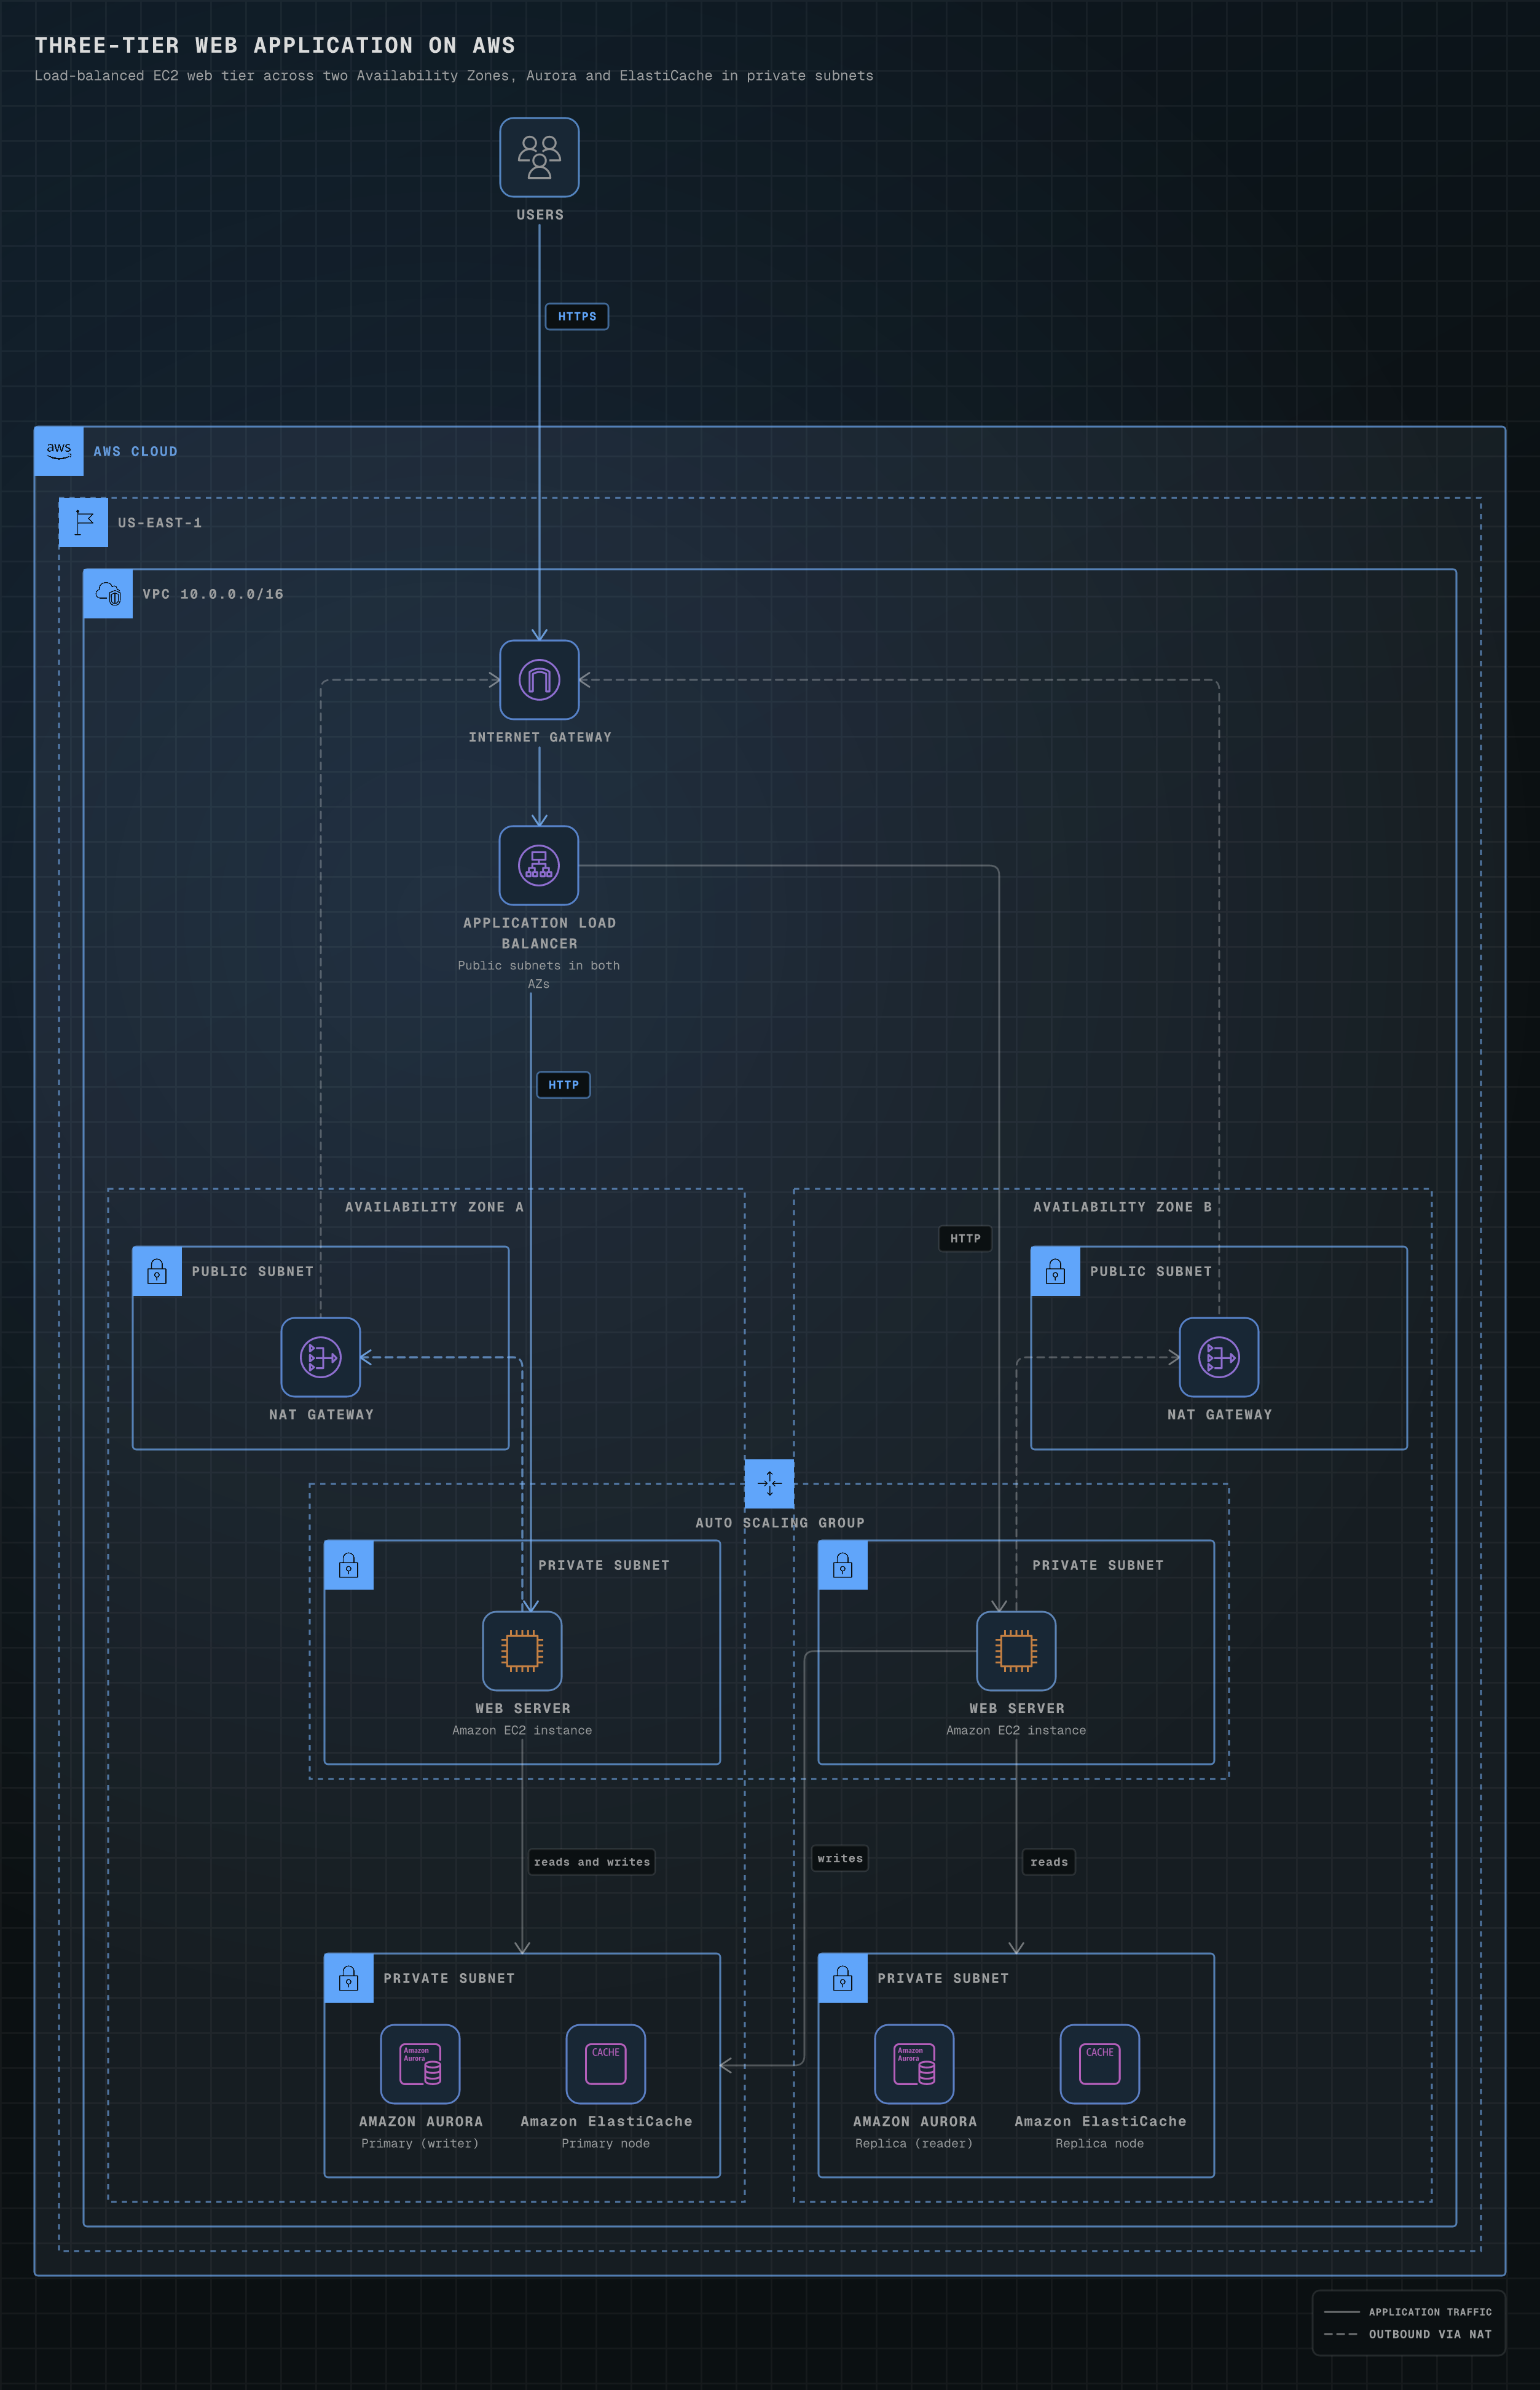 THREE-TIER WEB APPLICATION ON AWS
Load-balanced EC2 web tier across two Availability Zones, Aurora and ElastiCache in private subnets
USERS
HTTPS
aws
AWS CLOUD
US-EAST-1
VPC 10.0.0.0/16
INTERNET GATEWAY
APPLICATION LOAD
BALANCER
Public subnets in both
AZs
HTTP
AVAILABILITY ZONE A
AVAILABILITY ZONE B
HTTP
PUBLIC SUBNET
PUBLIC SUBNET
NAT GATEWAY
NAT GATEWAY
AUTO SCALING GROUP
PRIVATE SUBNET
PRIVATE SUBNET
WEB SERVER
Amazon EC2 instance
WEB SERVER
Amazon EC2 instance
reads and writes
writes
reads
PRIVATE SUBNET
PRIVATE SUBNET
Amazon
Aurora
CACHE
Amazon
Aurora
CACHE
AMAZON AURORA
Primary (writer)
Amazon ElastiCache
Primary node
AMAZON AURORA
Replica (reader)
Amazon ElastiCache
Replica node
APPLICATION TRAFFIC
OUTBOUND VIA NAT